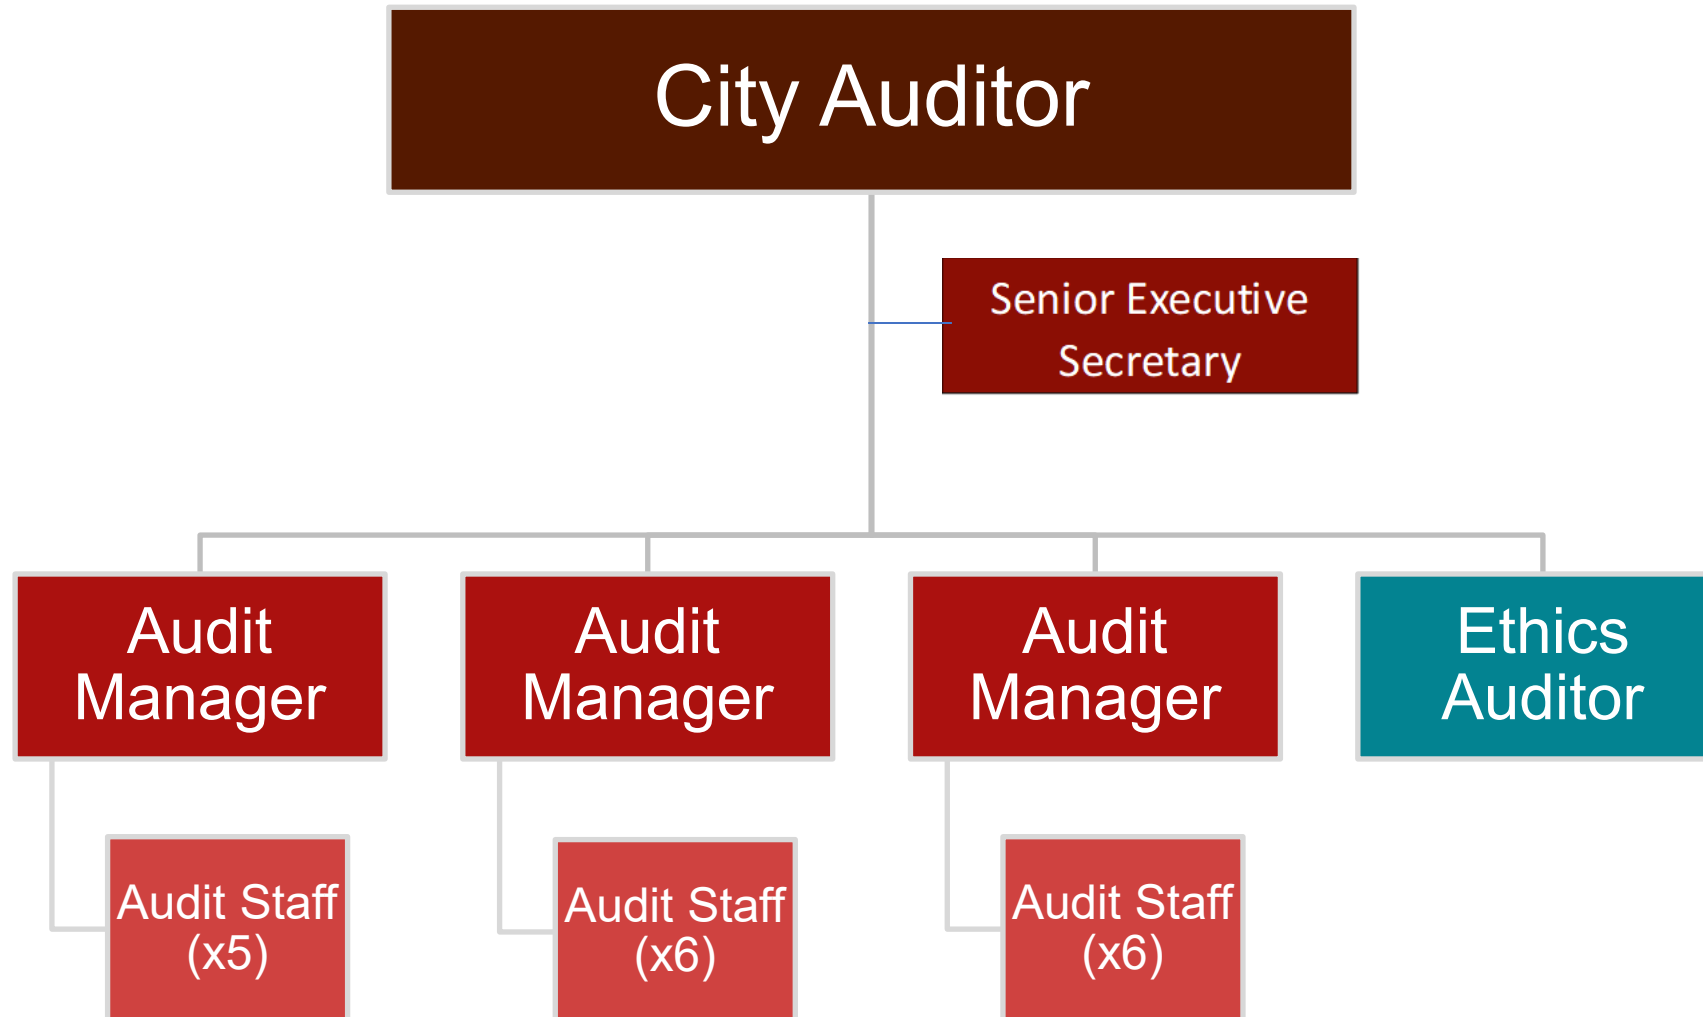 City Auditor
Senior Executive
Secretary
Audit
Manager
Audit
Manager
Audit
Manager
Ethics
Auditor
Audit Staff
(x5)
Audit Staff
(x6)
Audit Staff
(x6)